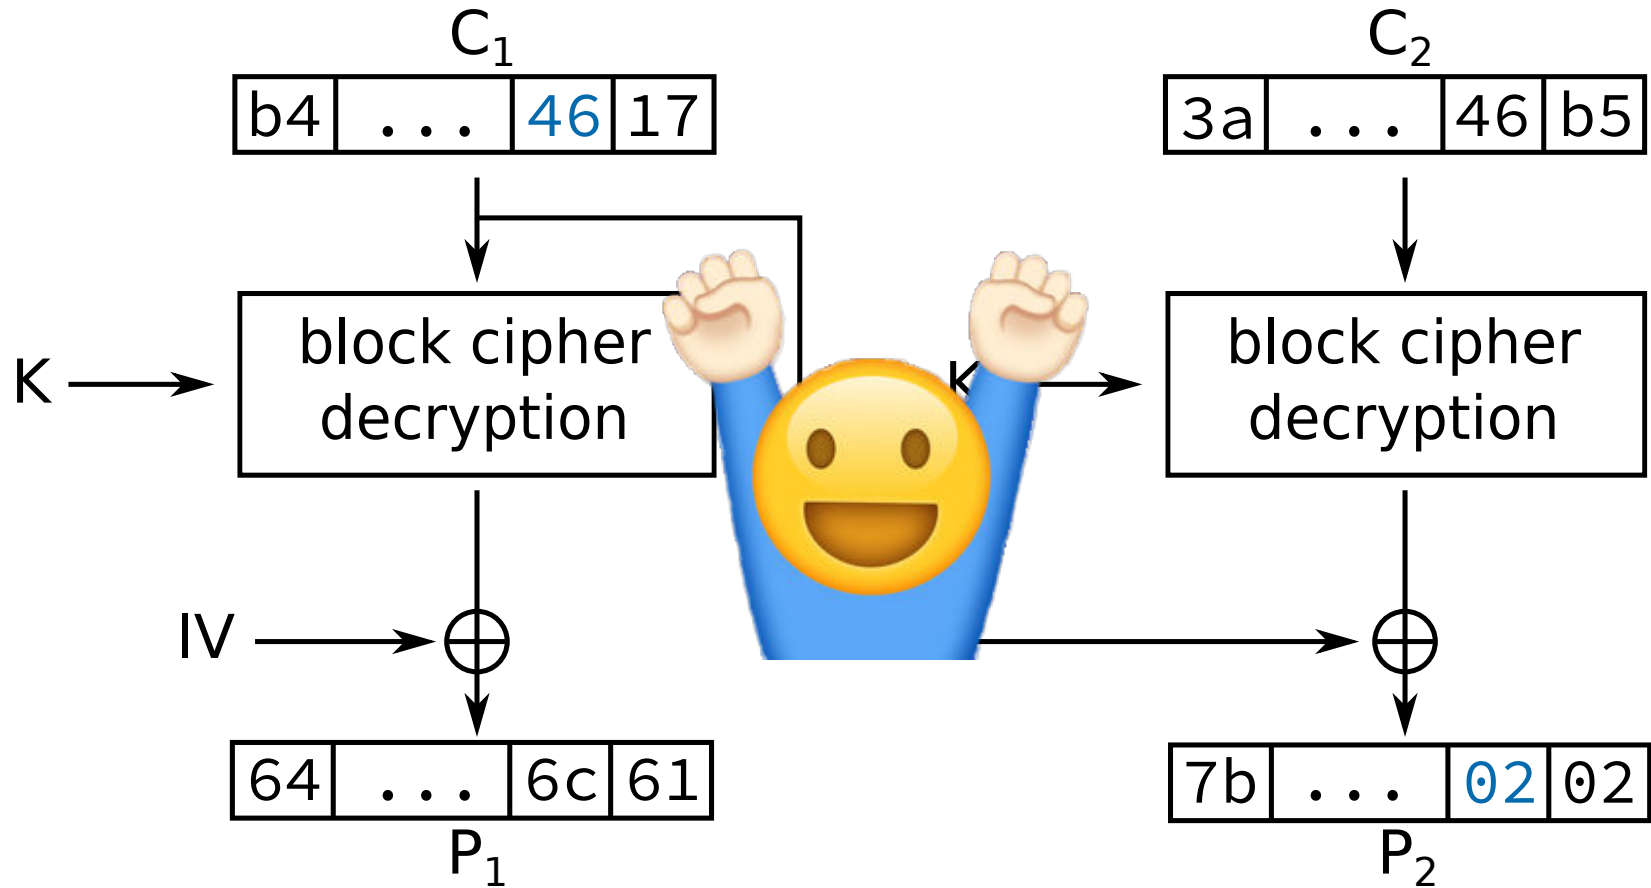 C₁ C₂
b4 ... 46 17 3a ... 46 b5
block cipher block cipher
K K
decryption decryption
IV
64 ... 6c 61 7b ... 02 02
P₁ P₂